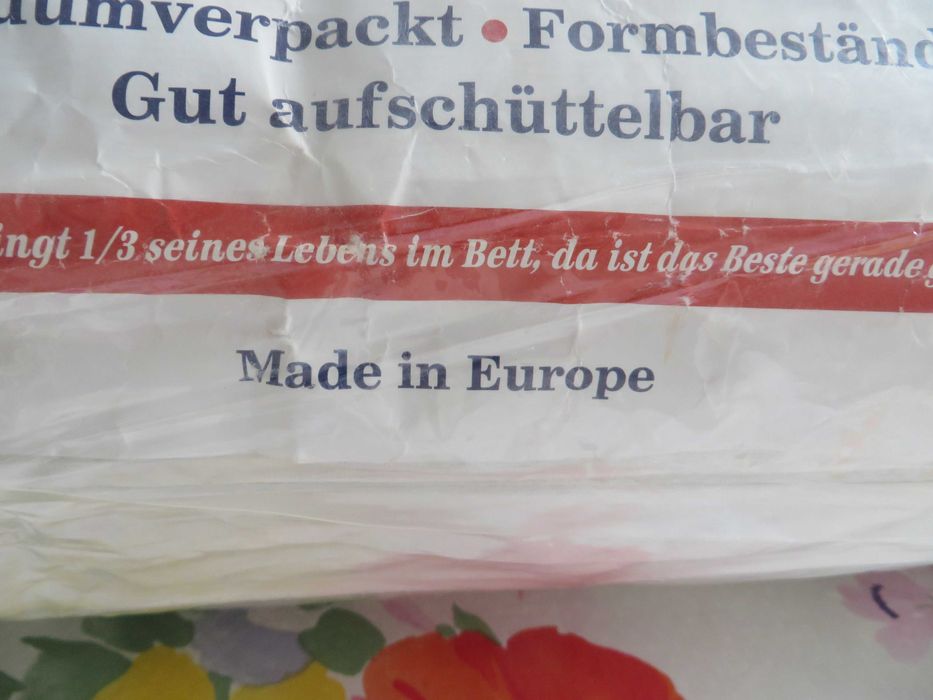 umverpackt • Formbeständ
Gut aufschüttelbar
ingt 1/3 seines Lebens im Bett, da ist das Beste gerade g
Made in Europe